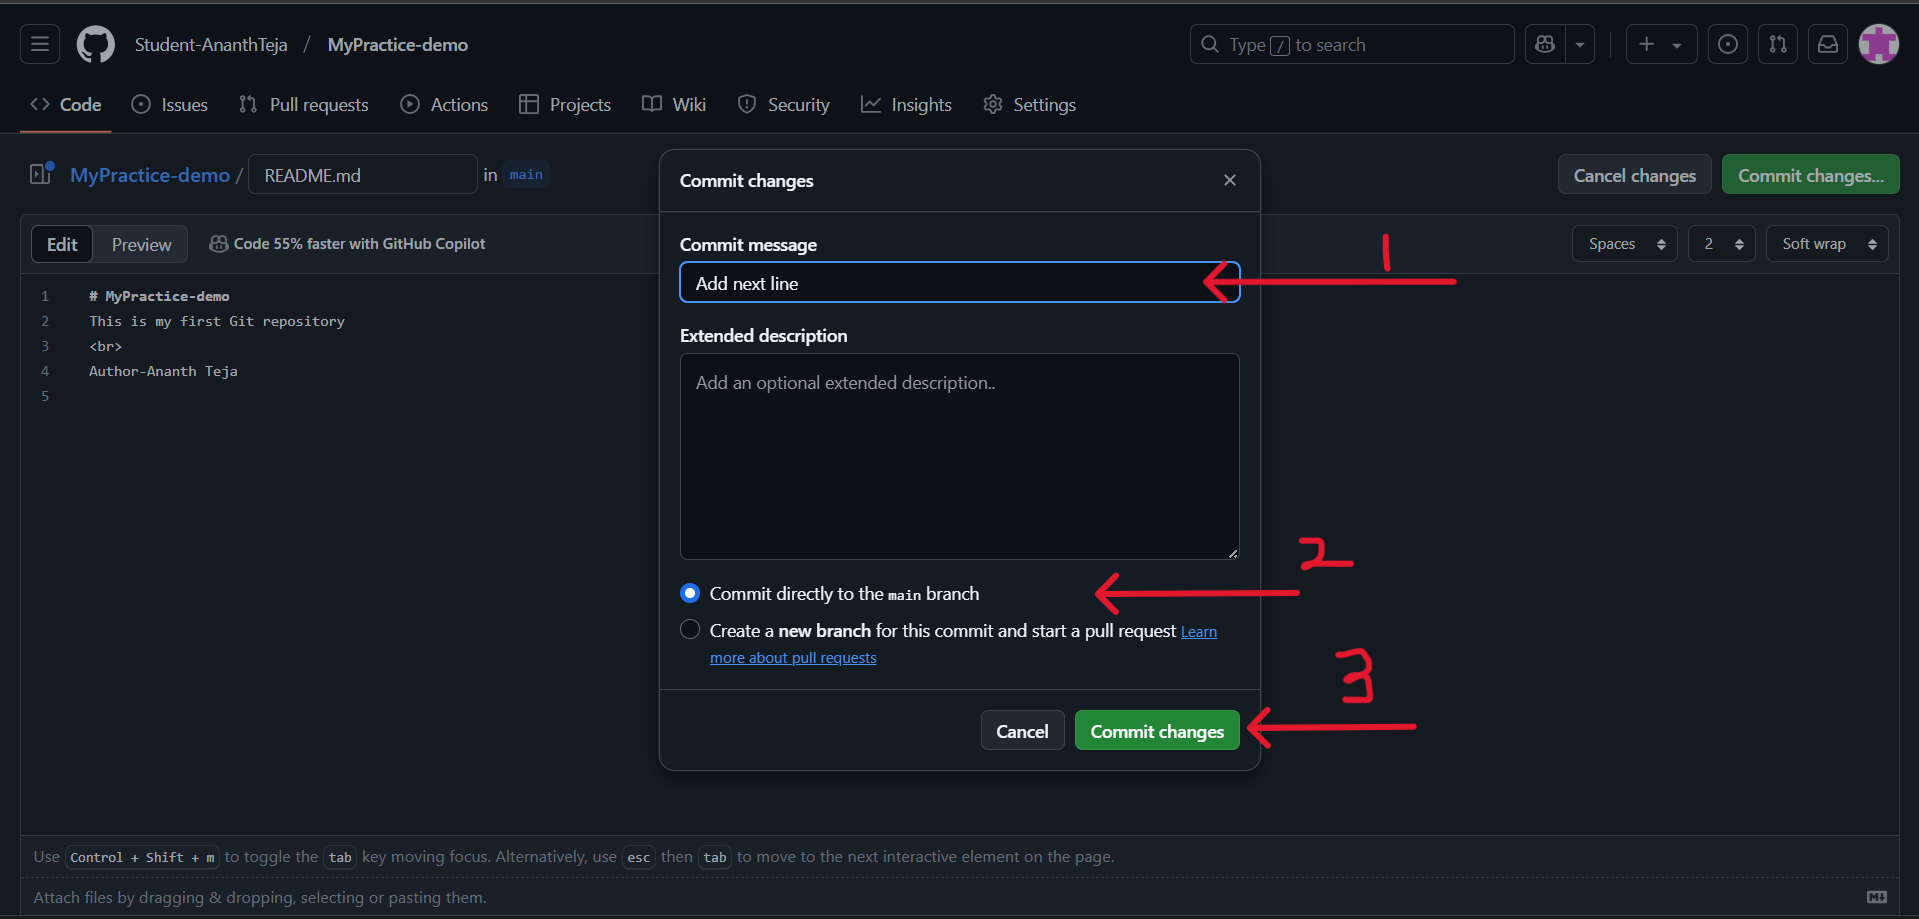 Student-AnanthTeja / MyPractice-demo
Type / to search
Code Issues Pull requests Actions Projects Wiki Security Insights Settings
MyPractice-demo / README.md in main
Cancel changes Commit changes...
Edit Preview Code 55% faster with GitHub Copilot
Spaces 2 Soft wrap
1 # MyPractice-demo
2 This is my first Git repository
3 <br>
4 Author-Ananth Teja
5
Commit changes
Commit message
1
Add next line
Extended description
Add an optional extended description..
2
Commit directly to the main branch
Create a new branch for this commit and start a pull request Learn
more about pull requests
3
Cancel Commit changes
Use Control + Shift + m to toggle the tab key moving focus. Alternatively, use esc then tab to move to the next interactive element on the page.
Attach files by dragging & dropping, selecting or pasting them.